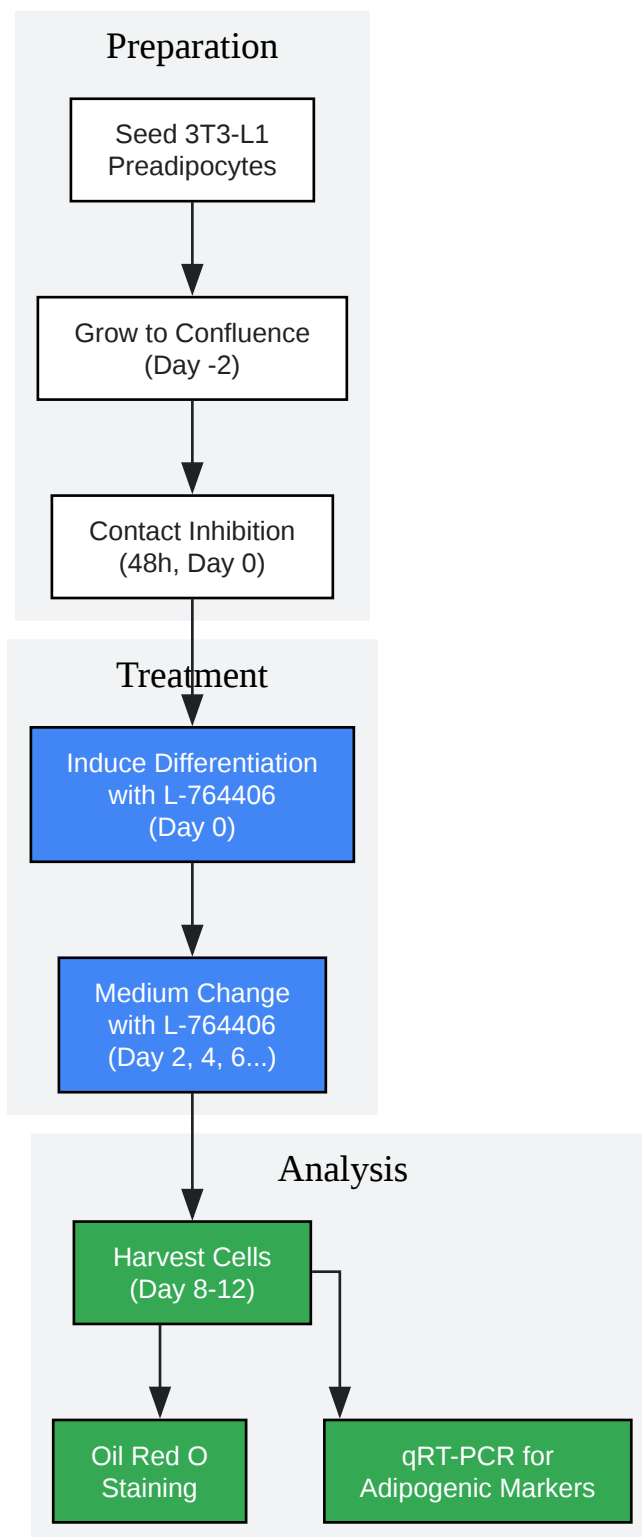 Preparation
Seed 3T3-L1
Preadipocytes
Grow to Confluence
(Day -2)
Contact Inhibition
(48h, Day 0)
Treatment
Induce Differentiation
with L-764406
(Day 0)
Medium Change
with L-764406
(Day 2, 4, 6...)
Analysis
Harvest Cells
(Day 8-12)
Oil Red O
Staining
qRT-PCR for
Adipogenic Markers